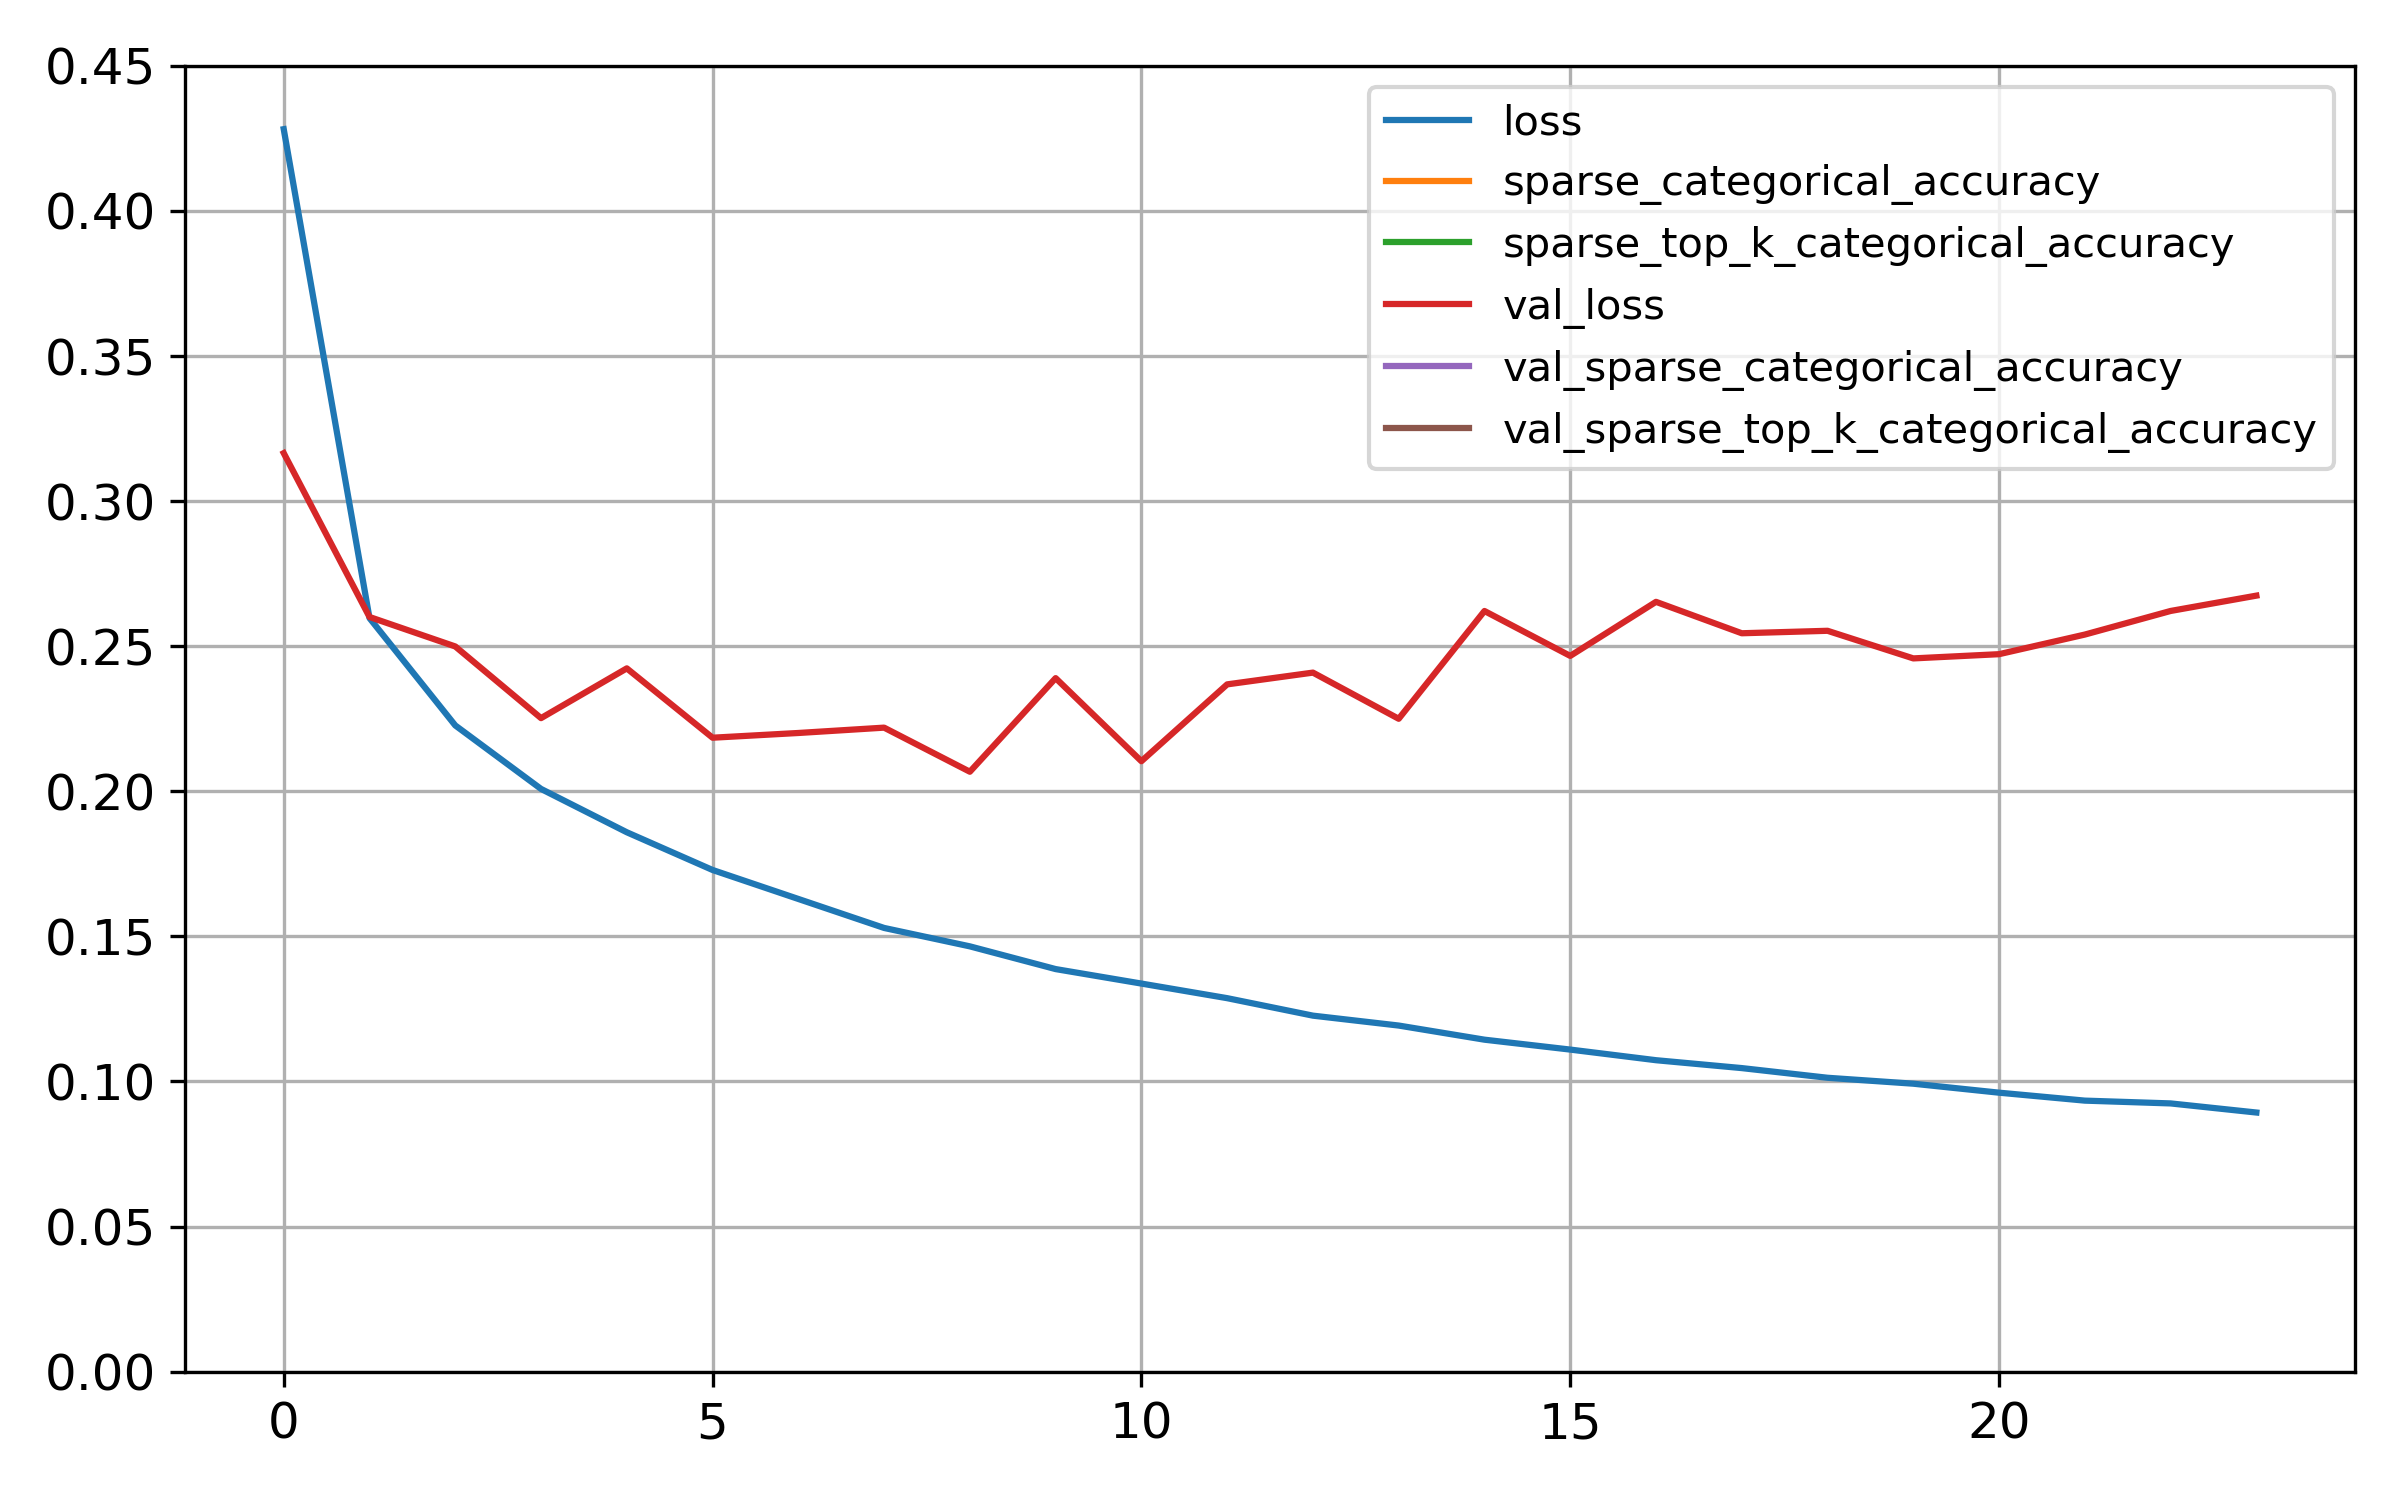 0.45
0.40
0.35
0.30
0.25
0.20
0.15
0.10
0.05
0.00
0 5 10 15 20
loss
sparse_categorical_accuracy
sparse_top_k_categorical_accuracy
val_loss
val_sparse_categorical_accuracy
val_sparse_top_k_categorical_accuracy